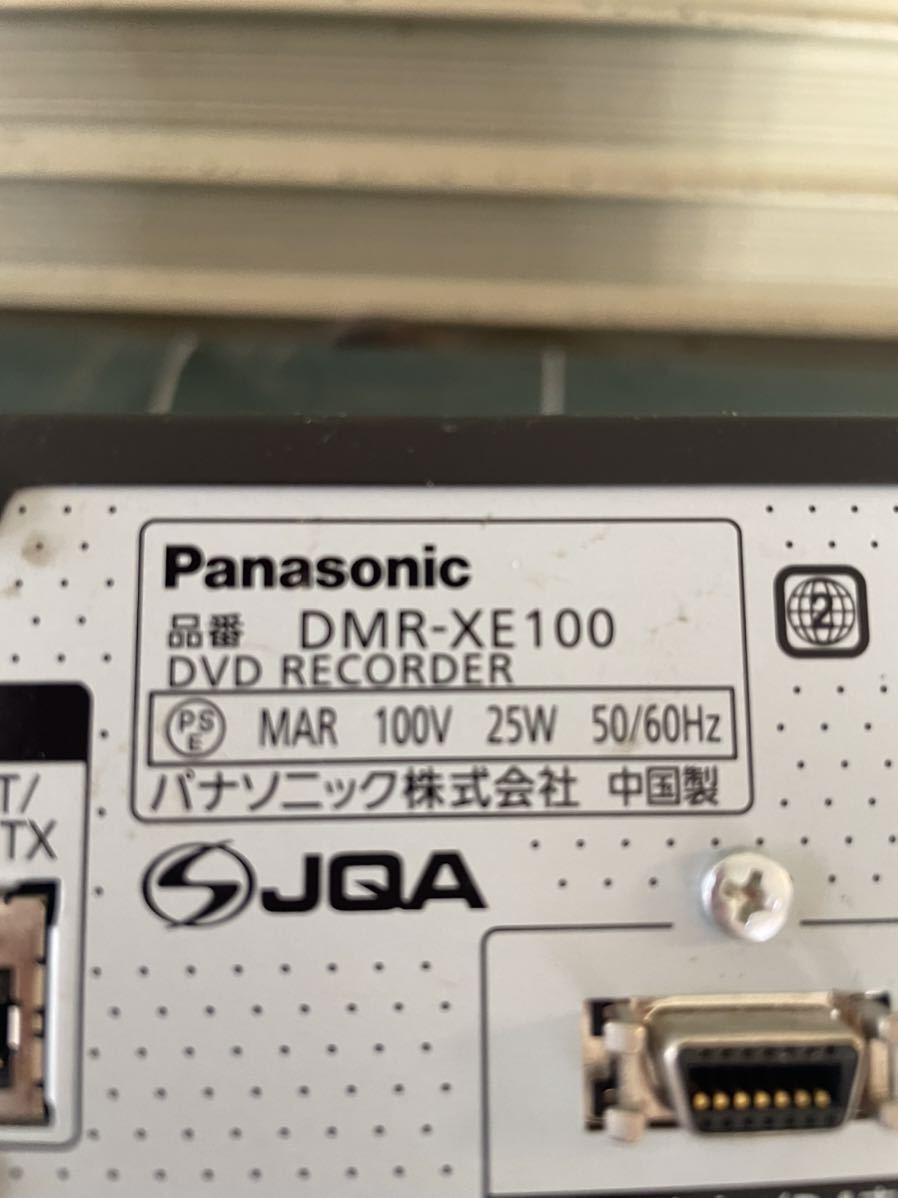 Panasonic
品番 DMR-XE100
DVD RECORDER
PSE MAR 100V 25W 50/60Hz
パナソニック株式会社 中国製
2
T/
TX
JQA